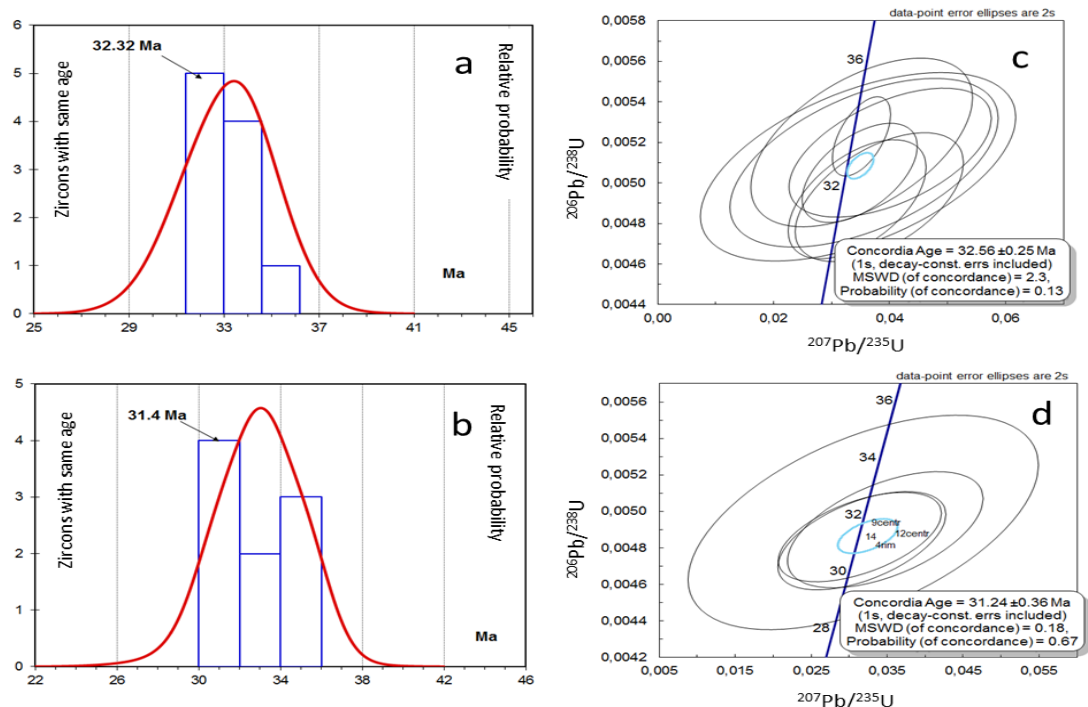 a
32.32 Ma
Zircons with same age
Relative probability
Ma
6
5
4
3
2
1
0
25 29 33 37 41 45
data-point error ellipses are 2s
c
36
32
0,0058
0,0056
0,0054
0,0052
0,0050
0,0048
0,0046
0,0044
0,00 0,02 0,04 0,06
206Pb/238U
207Pb/235U
Concordia Age = 32.56 ±0.25 Ma
(1s, decay-const. errs included)
MSWD (of concordance) = 2.3,
Probability (of concordance) = 0.13
b
31.4 Ma
Zircons with same age
Relative probability
Ma
5
4
3
2
1
0
22 26 30 34 38 42 46
data-point error ellipses are 2s
d
36
34
32
30
28
9centr
14
12centr
4rim
0,0056
0,0054
0,0052
0,0050
0,0048
0,0046
0,0044
0,0042
0,005 0,015 0,025 0,035 0,045 0,055
206Pb/238U
207Pb/235U
Concordia Age = 31.24 ±0.36 Ma
(1s, decay-const. errs included)
MSWD (of concordance) = 0.18,
Probability (of concordance) = 0.67